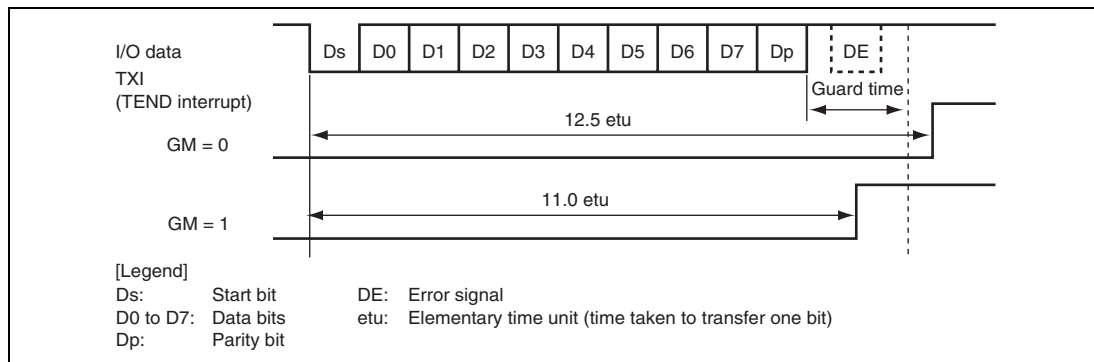 I/O data
Ds D0 D1 D2 D3 D4 D5 D6 D7 Dp DE
TXI
(TEND interrupt)
Guard time
12.5 etu
GM = 0
11.0 etu
GM = 1
[Legend]
Ds: Start bit DE: Error signal
D0 to D7: Data bits etu: Elementary time unit (time taken to transfer one bit)
Dp: Parity bit